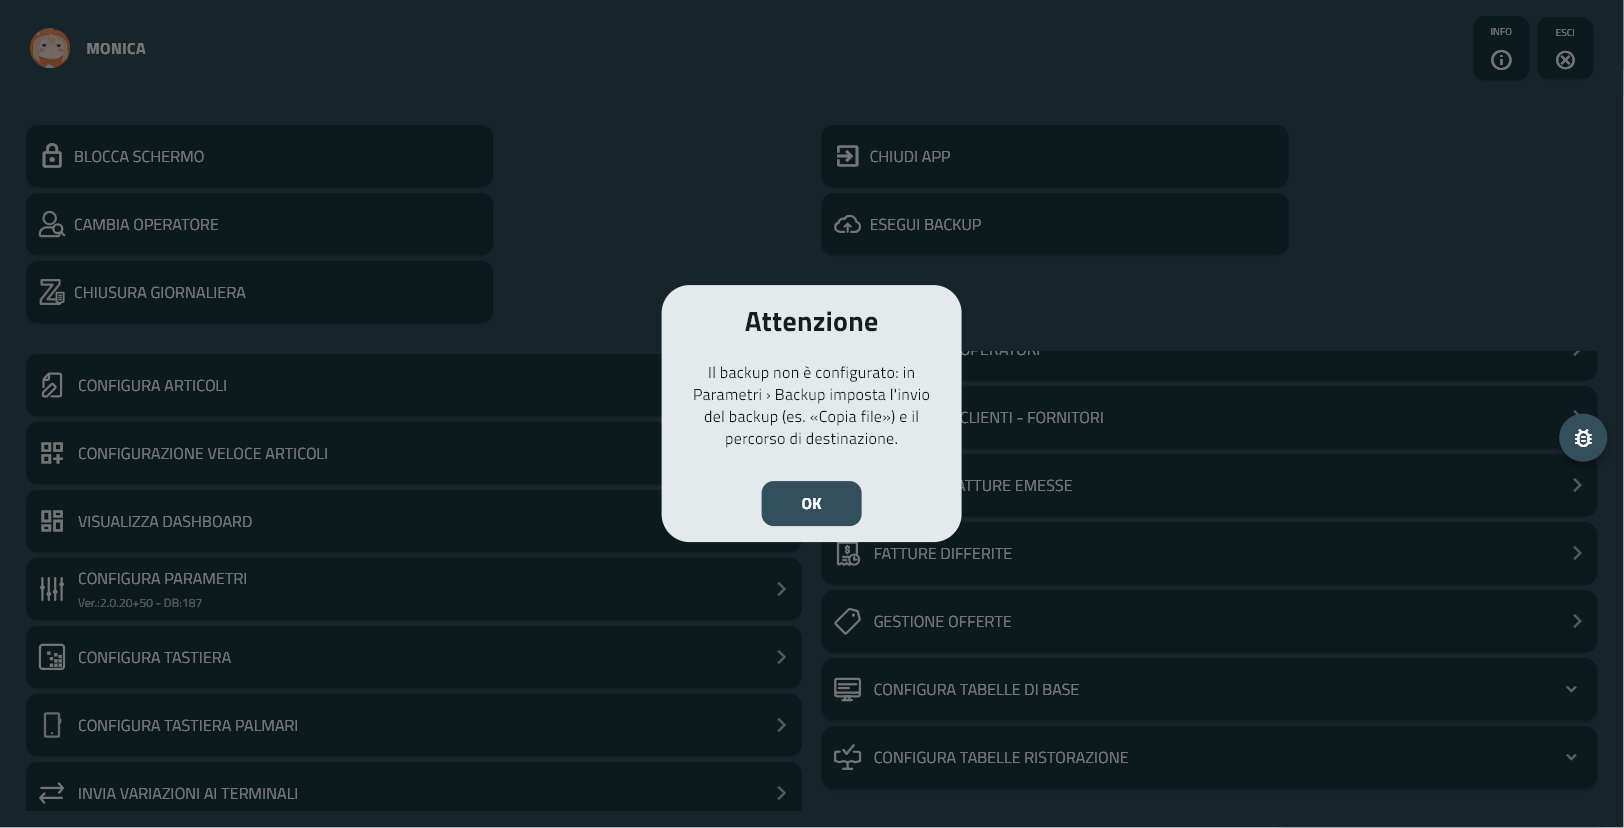 MONICA
INFO
ESCI
BLOCCA SCHERMO
CHIUDI APP
CAMBIA OPERATORE
ESEGUI BACKUP
CHIUSURA GIORNALIERA
Attenzione
Il backup non è configurato: in
Parametri › Backup imposta l'invio
del backup (es. «Copia file») e il
percorso di destinazione.
OK
CONFIGURA ARTICOLI
CONFIGURAZIONE VELOCE ARTICOLI
VISUALIZZA DASHBOARD
CONFIGURA PARAMETRI
Ver.:2.0.20+50 - DB:187
CONFIGURA TASTIERA
CONFIGURA TASTIERA PALMARI
INVIA VARIAZIONI AI TERMINALI
OPERATORI
CLIENTI - FORNITORI
ATTURE EMESSE
FATTURE DIFFERITE
GESTIONE OFFERTE
CONFIGURA TABELLE DI BASE
CONFIGURA TABELLE RISTORAZIONE